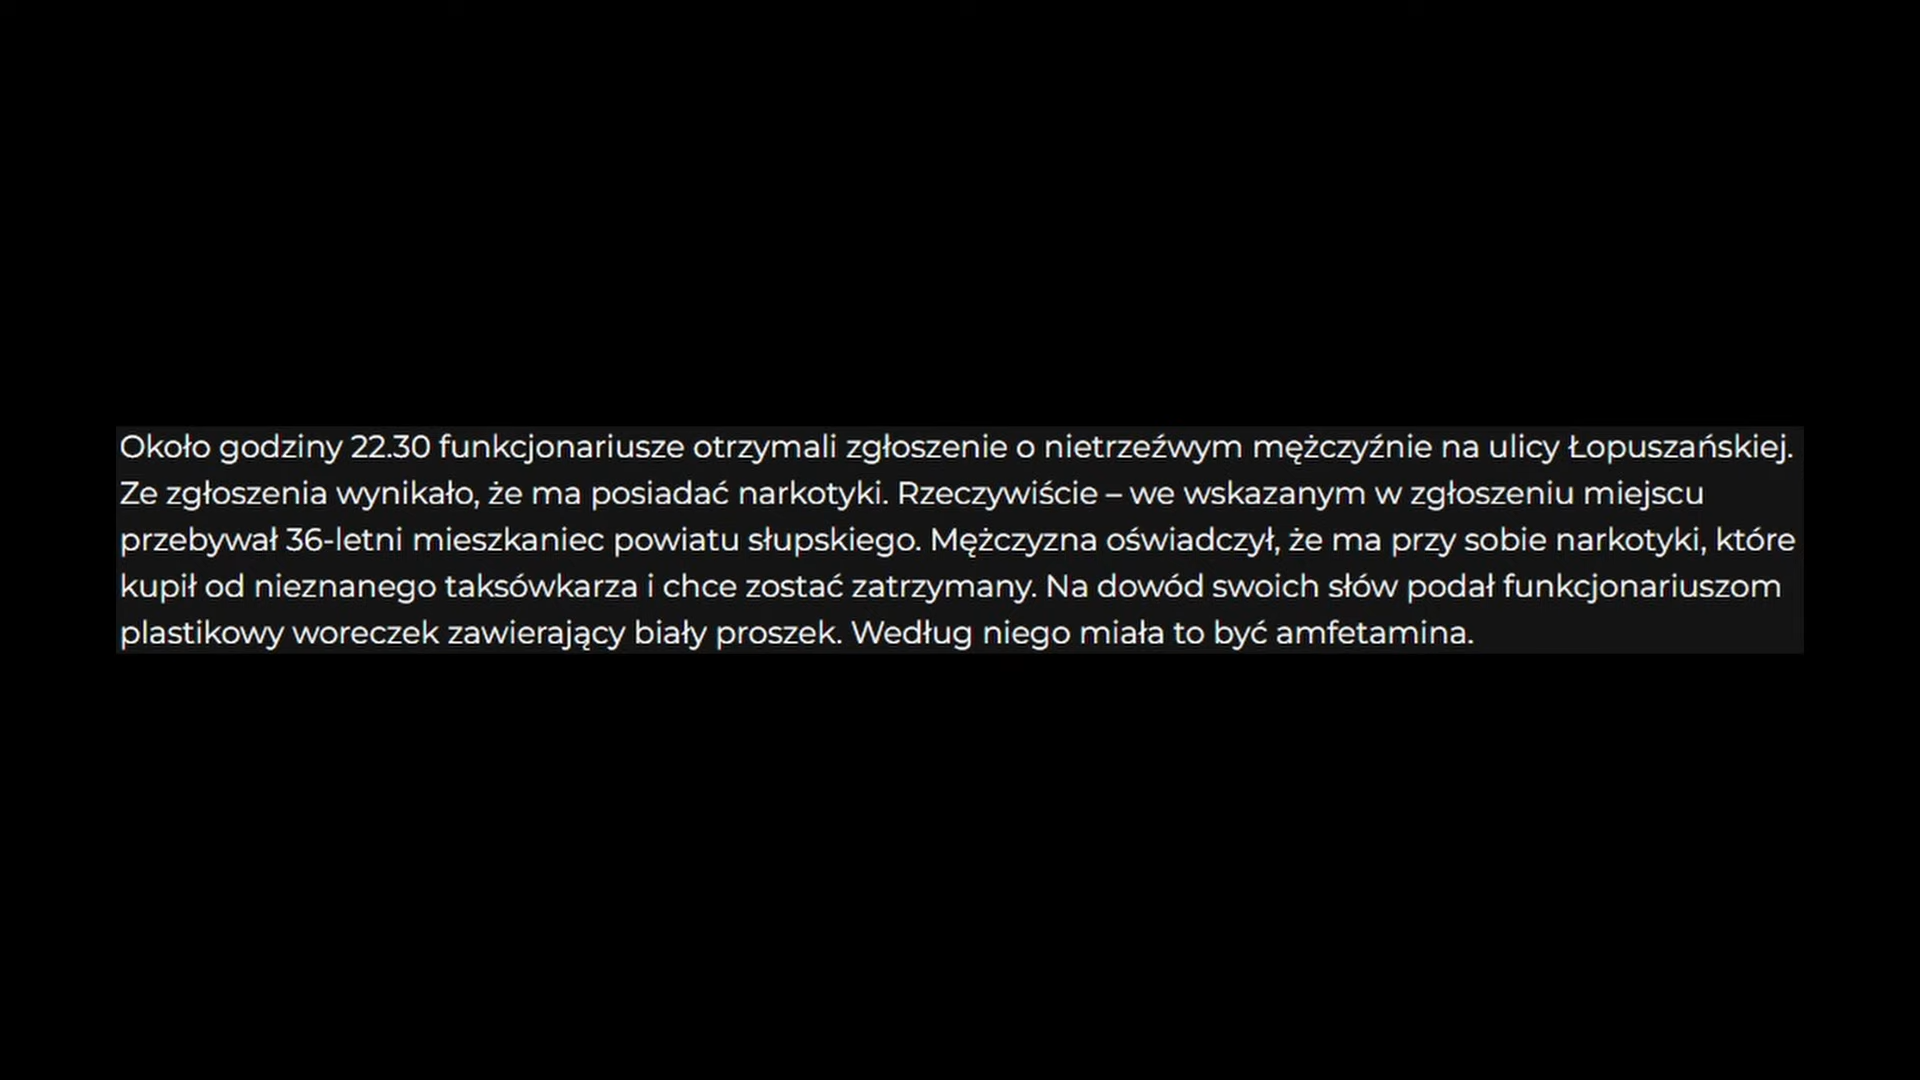 Około godziny 22.30 funkcjonariusze otrzymali zgłoszenie o nietrzeźwym mężczyźnie na ulicy Łopuszańskiej.
Ze zgłoszenia wynikało, że ma posiadać narkotyki. Rzeczywiście – we wskazanym w zgłoszeniu miejscu
przebywał 36-letni mieszkaniec powiatu słupskiego. Mężczyzna oświadczył, że ma przy sobie narkotyki, które
kupił od nieznanego taksówkarza i chce zostać zatrzymany. Na dowód swoich słów podał funkcjonariuszom
plastikowy woreczek zawierający biały proszek. Według niego miała to być amfetamina.